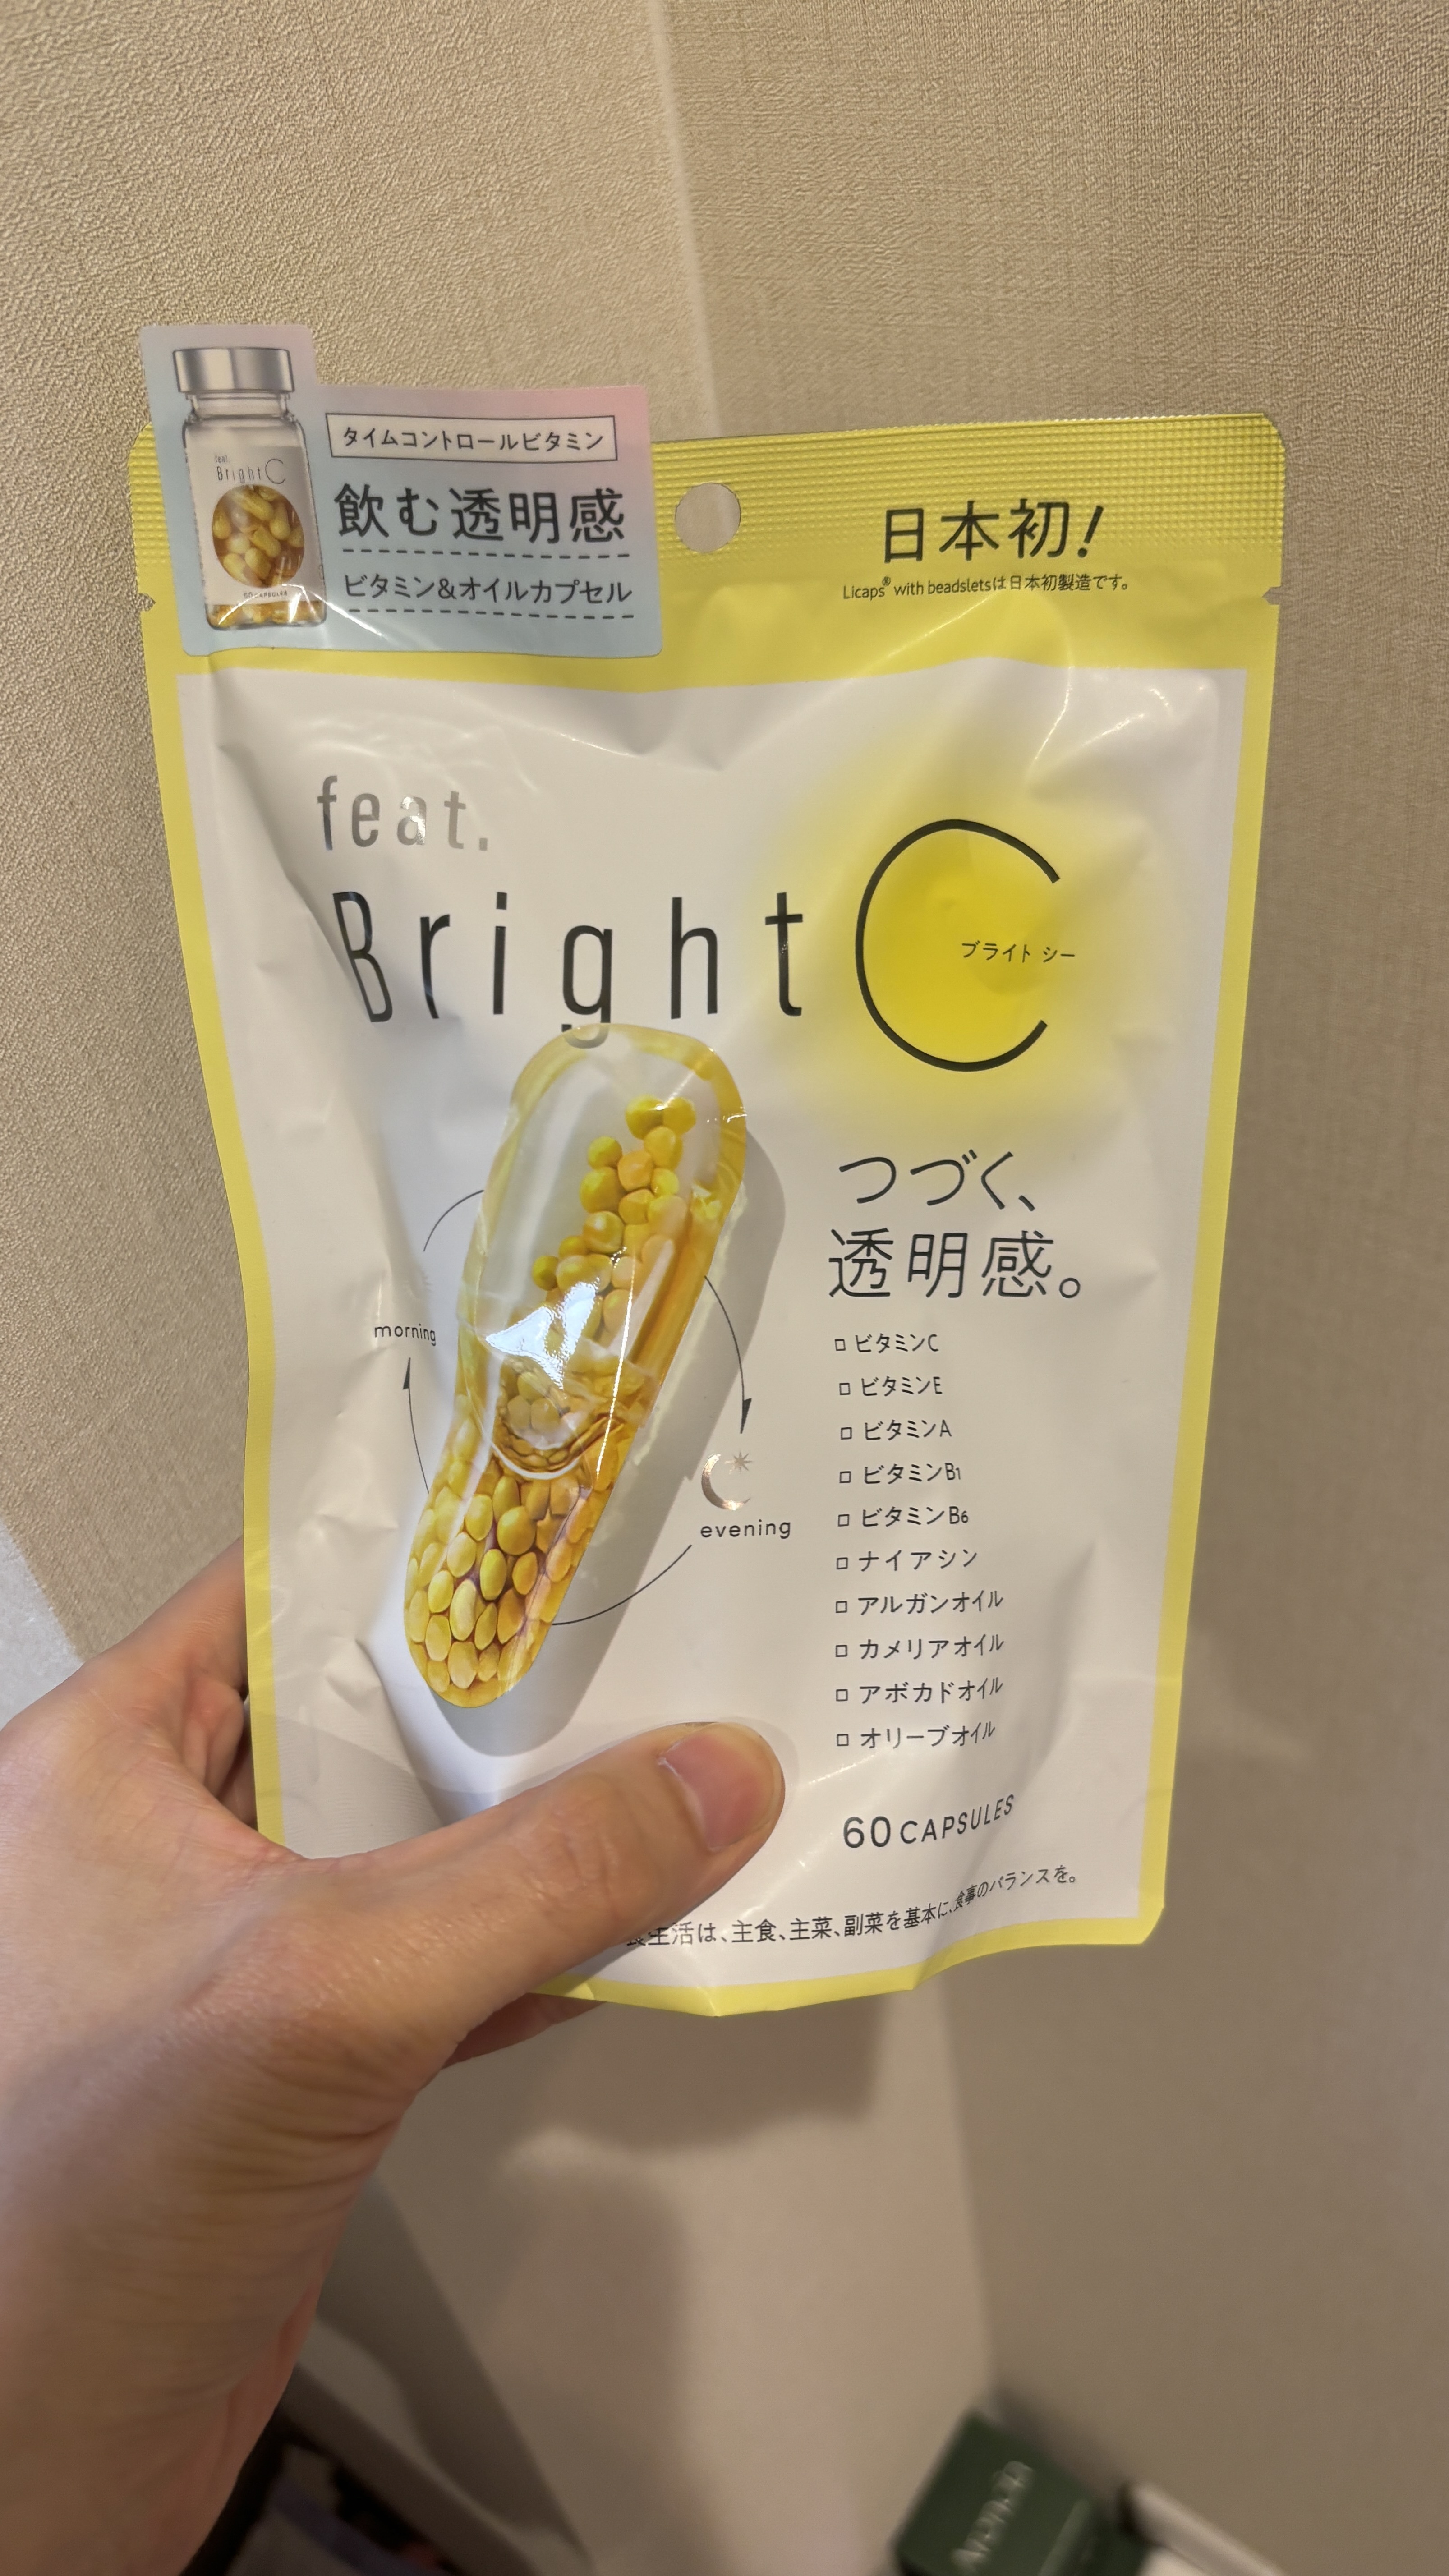 タイムコントロールビタミン
飲む透明感
ビタミン&オイルカプセル
feat.
Bright C
60 CAPSULES
日本初!
Licaps® with beadsletsは日本初製造です。
feat.
Bright C
ブライト シー
つづく、
透明感。
morning
evening
□ ビタミンC
□ ビタミンE
□ ビタミンA
□ ビタミンB1
□ ビタミンB6
□ ナイアシン
□ アルガンオイル
□ カメリアオイル
□ アボカドオイル
□ オリーブオイル
60 CAPSULES
食生活は、主食、主菜、副菜を基本に、食事のバランスを。